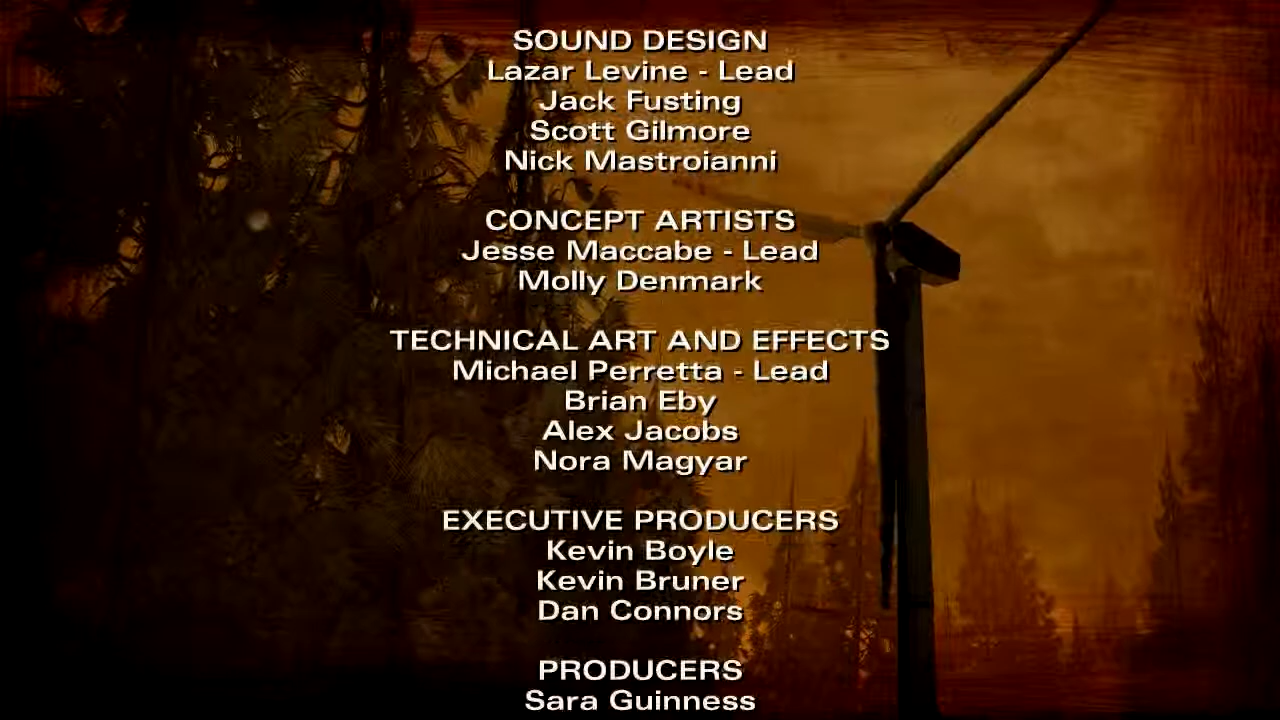 SOUND DESIGN
Lazar Levine - Lead
Jack Fusting
Scott Gilmore
Nick Mastroianni
CONCEPT ARTISTS
Jesse Maccabe - Lead
Molly Denmark
TECHNICAL ART AND EFFECTS
Michael Perretta - Lead
Brian Eby
Alex Jacobs
Nora Magyar
EXECUTIVE PRODUCERS
Kevin Boyle
Kevin Bruner
Dan Connors
PRODUCERS
Sara Guinness